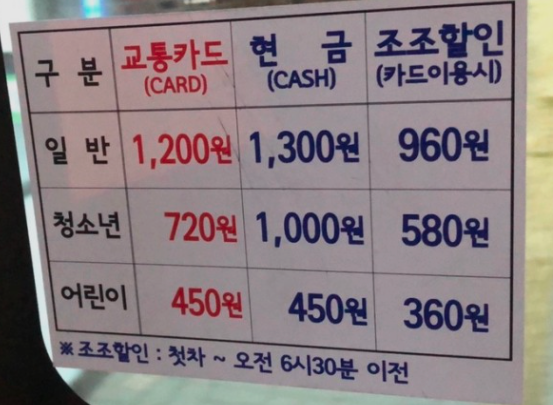 구 분 교통카드 (CARD) 현 금 (CASH) 조조할인 (카드이용시)
일 반 1,200원 1,300원 960원
청소년 720원 1,000원 580원
어린이 450원 450원 360원
※ 조조할인 : 첫차 ~ 오전 6시30분 이전